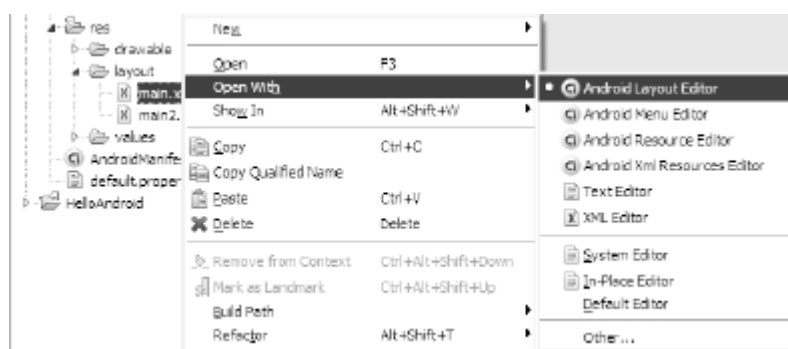 res
drawable
layout
main.x
main2.
values
AndroidManife
default.proper
HelloAndroid
New
Open F3
Open With
Show In Alt+Shift+W
Copy Ctrl+C
Copy Qualified Name
Paste Ctrl+V
Delete Delete
Remove from Context Ctrl+Alt+Shift+Down
Mark as Landmark Ctrl+Alt+Shift+Up
Build Path
Refactor Alt+Shift+T
Android Layout Editor
Android Menu Editor
Android Resource Editor
Android Xml Resources Editor
Text Editor
XML Editor
System Editor
In-Place Editor
Default Editor
Other...